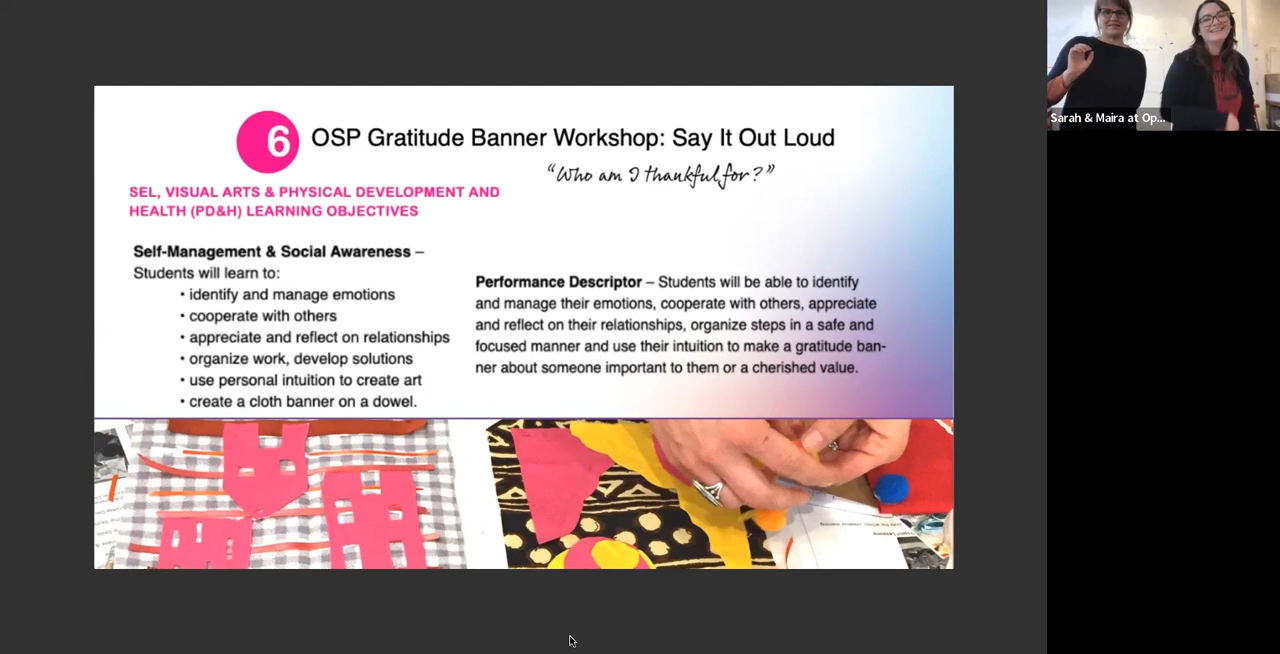 6
OSP Gratitude Banner Workshop: Say It Out Loud
“Who am I thankful for?”
SEL, VISUAL ARTS & PHYSICAL DEVELOPMENT AND
HEALTH (PD&H) LEARNING OBJECTIVES
Self-Management & Social Awareness –
Students will learn to:
• identify and manage emotions
• cooperate with others
• appreciate and reflect on relationships
• organize work, develop solutions
• use personal intuition to create art
• create a cloth banner on a dowel.
Performance Descriptor – Students will be able to identify
and manage their emotions, cooperate with others, appreciate
and reflect on their relationships, organize steps in a safe and
focused manner and use their intuition to make a gratitude ban-
ner about someone important to them or a cherished value.
Sarah & Maira at Op...